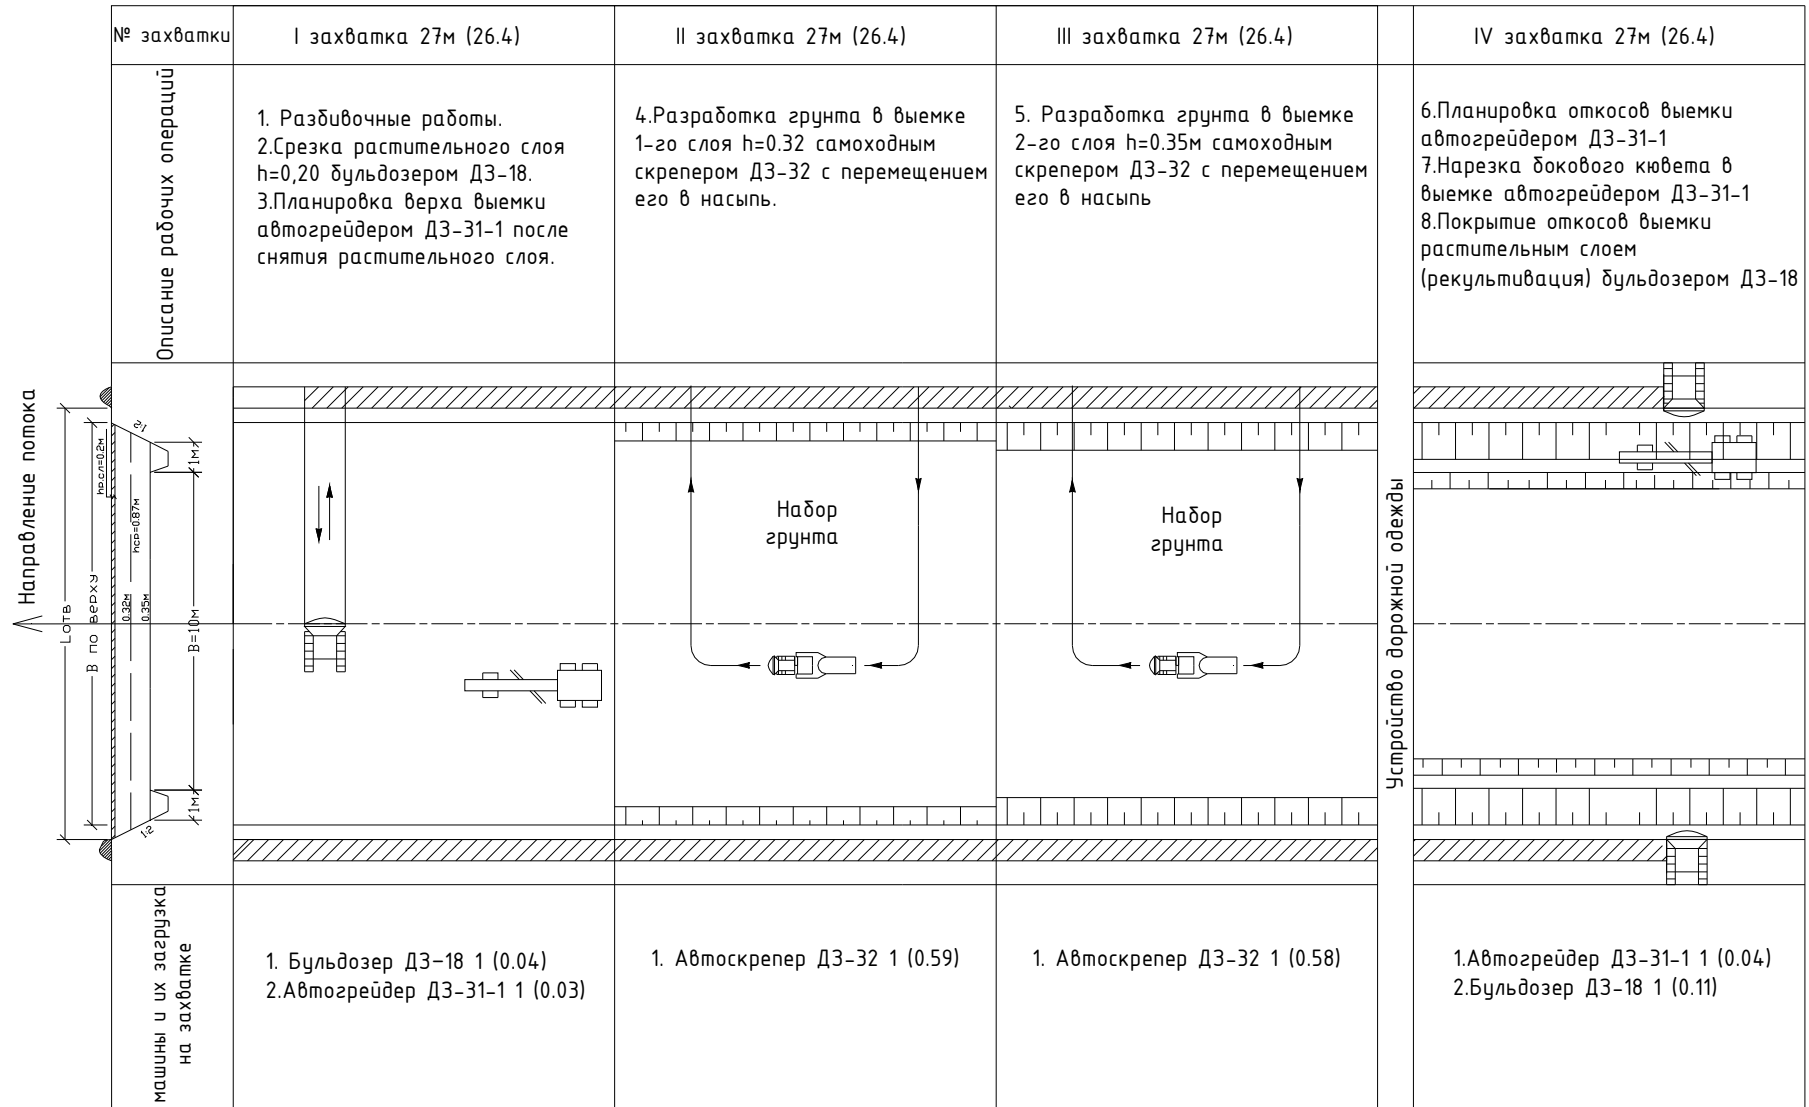 № захватки
I захватка 27м (26.4)
II захватка 27м (26.4)
III захватка 27м (26.4)
IV захватка 27м (26.4)
Описание рабочих операций
1. Разбивочные работы.
2.Срезка растительного слоя
h=0,20 бульдозером ДЗ-18.
3.Планировка верха выемки
автогрейдером ДЗ-31-1 после
снятия растительного слоя.
4.Разработка грунта в выемке
1-го слоя h=0.32 самоходным
скрепером ДЗ-32 с перемещением
его в насыпь.
5. Разработка грунта в выемке
2-го слоя h=0.35м самоходным
скрепером ДЗ-32 с перемещением
его в насыпь
6.Планировка откосов выемки
автогрейдером ДЗ-31-1
7.Нарезка бокового кювета в
выемке автогрейдером ДЗ-31-1
8.Покрытие откосов выемки
растительным слоем
(рекультивация) бульдозером ДЗ-18
Направление потока
Lотв
В по верху
hр.сл=0.2м
hср=0.87м
0.32м
0.35м
В=10м
1м
1м
1:2
1:2
Набор
грунта
Набор
грунта
Устройство дорожной одежды
машины и их загрузка
на захватке
1. Бульдозер ДЗ-18 1 (0.04)
2.Автогрейдер ДЗ-31-1 1 (0.03)
1. Автоскрепер ДЗ-32 1 (0.59)
1. Автоскрепер ДЗ-32 1 (0.58)
1.Автогрейдер ДЗ-31-1 1 (0.04)
2.Бульдозер ДЗ-18 1 (0.11)